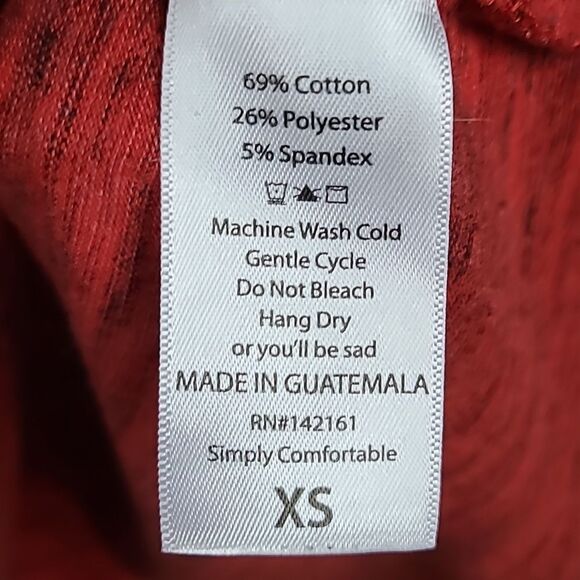 69% Cotton
26% Polyester
5% Spandex
Machine Wash Cold
Gentle Cycle
Do Not Bleach
Hang Dry
or you'll be sad
MADE IN GUATEMALA
RN#142161
Simply Comfortable
XS